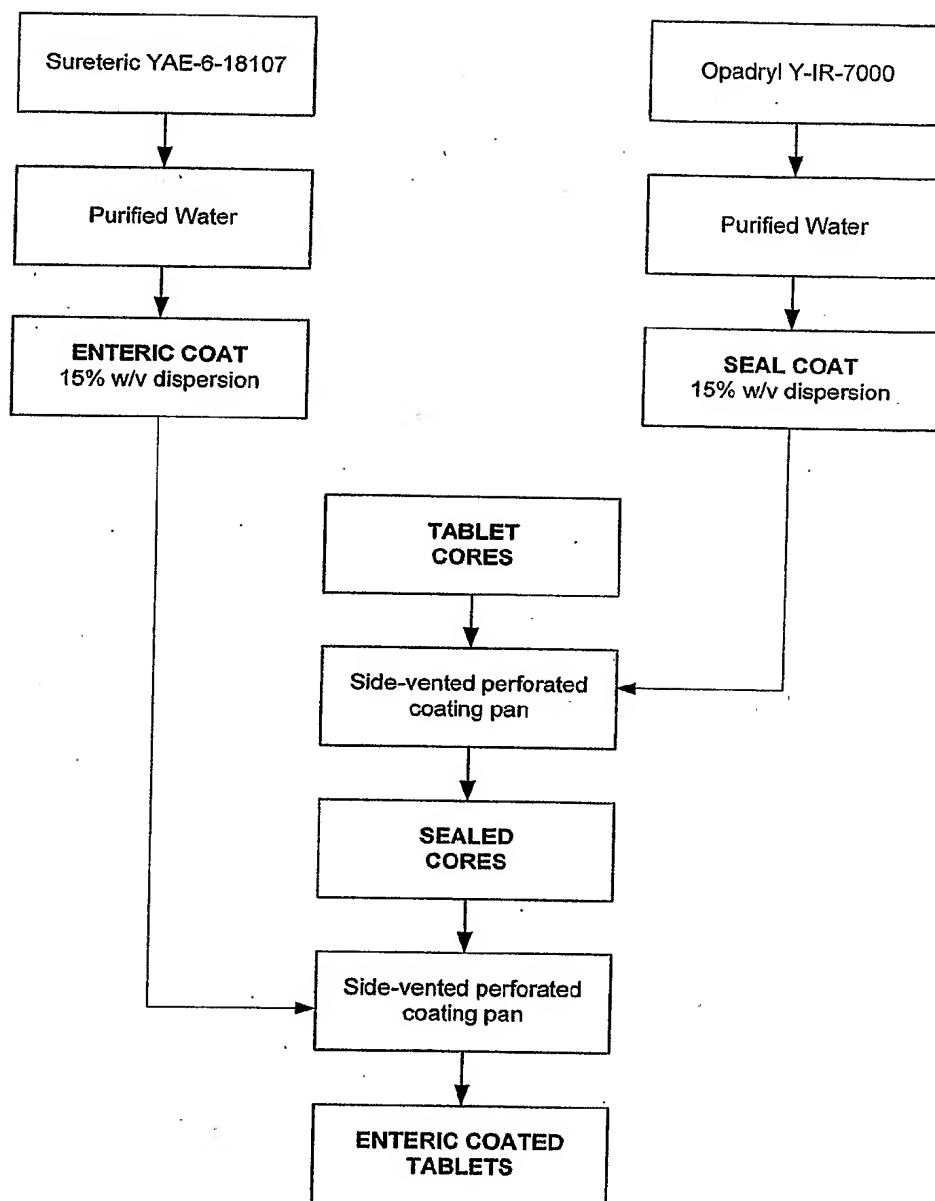 Sureteric YAE-6-18107
Opadryl Y-IR-7000
Purified Water
Purified Water
ENTERIC COAT
15% w/v dispersion
SEAL COAT
15% w/v dispersion
TABLET
CORES
Side-vented perforated
coating pan
SEALED
CORES
Side-vented perforated
coating pan
ENTERIC COATED
TABLETS